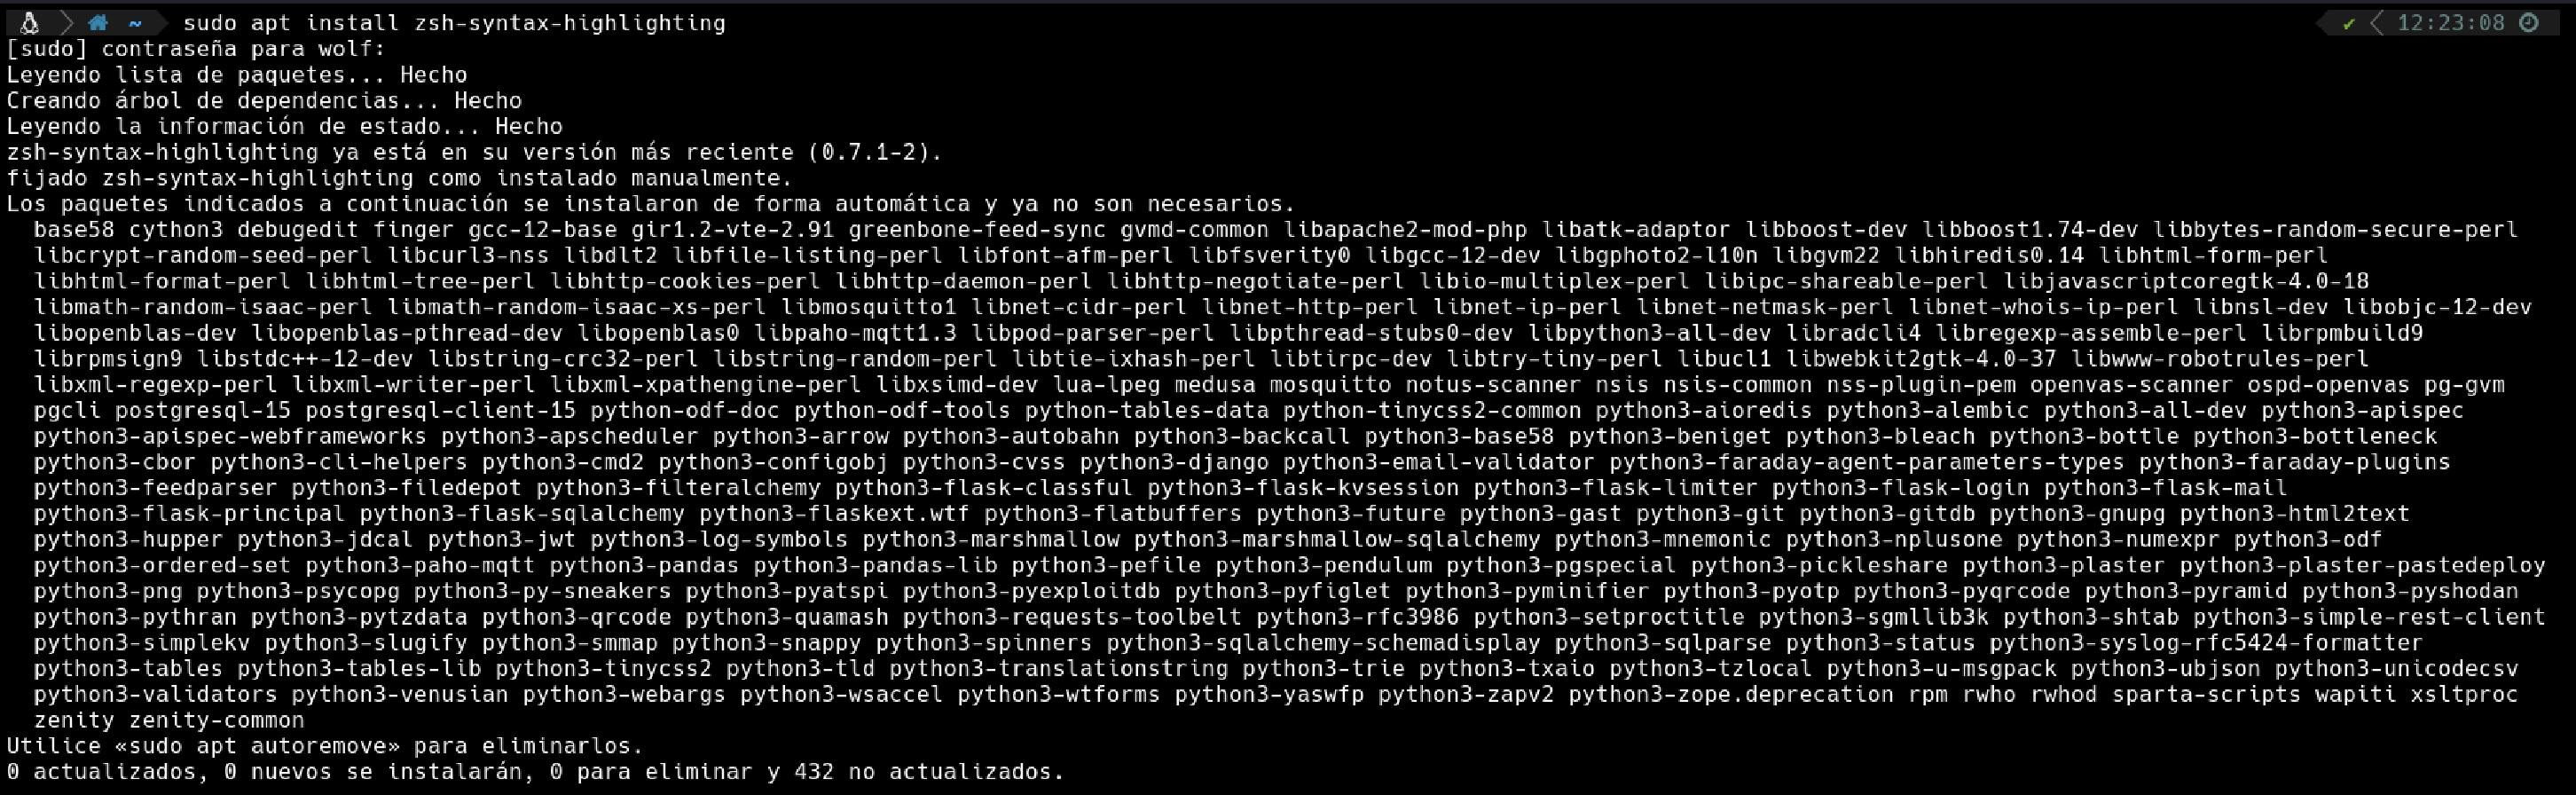 ~ sudo apt install zsh-syntax-highlighting ✔ 12:23:08
[sudo] contraseña para wolf:
Leyendo lista de paquetes... Hecho
Creando árbol de dependencias... Hecho
Leyendo la información de estado... Hecho
zsh-syntax-highlighting ya está en su versión más reciente (0.7.1-2).
fijado zsh-syntax-highlighting como instalado manualmente.
Los paquetes indicados a continuación se instalaron de forma automática y ya no son necesarios.
base58 cython3 debugedit finger gcc-12-base gir1.2-vte-2.91 greenbone-feed-sync gvmd-common libapache2-mod-php libatk-adaptor libboost-dev libboost1.74-dev libbytes-random-secure-perl
libcrypt-random-seed-perl libcurl3-nss libdlt2 libfile-listing-perl libfont-afm-perl libfsverity0 libgcc-12-dev libgphoto2-l10n libgvm22 libhiredis0.14 libhtml-form-perl
libhtml-format-perl libhtml-tree-perl libhttp-cookies-perl libhttp-daemon-perl libhttp-negotiate-perl libio-multiplex-perl libipc-shareable-perl libjavascriptcoregtk-4.0-18
libmath-random-isaac-perl libmath-random-isaac-xs-perl libmosquitto1 libnet-cidr-perl libnet-http-perl libnet-ip-perl libnet-netmask-perl libnet-whois-ip-perl libnsl-dev libobjc-12-dev
libopenblas-dev libopenblas-pthread-dev libopenblas0 libpaho-mqtt1.3 libpod-parser-perl libpthread-stubs0-dev libpython3-all-dev libradcli4 libregexp-assemble-perl librpmbuild9
librpmsign9 libstdc++-12-dev libstring-crc32-perl libstring-random-perl libtie-ixhash-perl libtirpc-dev libtry-tiny-perl libucl1 libwebkit2gtk-4.0-37 libwww-robotrules-perl
libxml-regexp-perl libxml-writer-perl libxml-xpathengine-perl libxsimd-dev lua-lpeg medusa mosquitto notus-scanner nsis nsis-common nss-plugin-pem openvas-scanner ospd-openvas pg-gvm
pgcli postgresql-15 postgresql-client-15 python-odf-doc python-odf-tools python-tables-data python-tinycss2-common python3-aioredis python3-alembic python3-all-dev python3-apispec
python3-apispec-webframeworks python3-apscheduler python3-arrow python3-autobahn python3-backcall python3-base58 python3-beniget python3-bleach python3-bottle python3-bottleneck
python3-cbor python3-cli-helpers python3-cmd2 python3-configobj python3-cvss python3-django python3-email-validator python3-faraday-agent-parameters-types python3-faraday-plugins
python3-feedparser python3-filedepot python3-filteralchemy python3-flask-classful python3-flask-kvsession python3-flask-limiter python3-flask-login python3-flask-mail
python3-flask-principal python3-flask-sqlalchemy python3-flaskext.wtf python3-flatbuffers python3-future python3-gast python3-git python3-gitdb python3-gnupg python3-html2text
python3-hupper python3-jdcal python3-jwt python3-log-symbols python3-marshmallow python3-marshmallow-sqlalchemy python3-mnemonic python3-nplusone python3-numexpr python3-odf
python3-ordered-set python3-paho-mqtt python3-pandas python3-pandas-lib python3-pefile python3-pendulum python3-pgspecial python3-pickleshare python3-plaster python3-plaster-pastedeploy
python3-png python3-psycopg python3-py-sneakers python3-pyatspi python3-pyexploitdb python3-pyfiglet python3-pyminifier python3-pyotp python3-pyqrcode python3-pyramid python3-pyshodan
python3-pythran python3-pytzdata python3-qrcode python3-quamash python3-requests-toolbelt python3-rfc3986 python3-setproctitle python3-sgmllib3k python3-shtab python3-simple-rest-client
python3-simplekv python3-slugify python3-smmap python3-snappy python3-spinners python3-sqlalchemy-schemadisplay python3-sqlparse python3-status python3-syslog-rfc5424-formatter
python3-tables python3-tables-lib python3-tinycss2 python3-tld python3-translationstring python3-trie python3-txaio python3-tzlocal python3-u-msgpack python3-ubjson python3-unicodecsv
python3-validators python3-venusian python3-webargs python3-wsaccel python3-wtforms python3-yaswfp python3-zapv2 python3-zope.deprecation rpm rwho rwhod sparta-scripts wapiti xsltproc
zenity zenity-common
Utilice «sudo apt autoremove» para eliminarlos.
0 actualizados, 0 nuevos se instalarán, 0 para eliminar y 432 no actualizados.